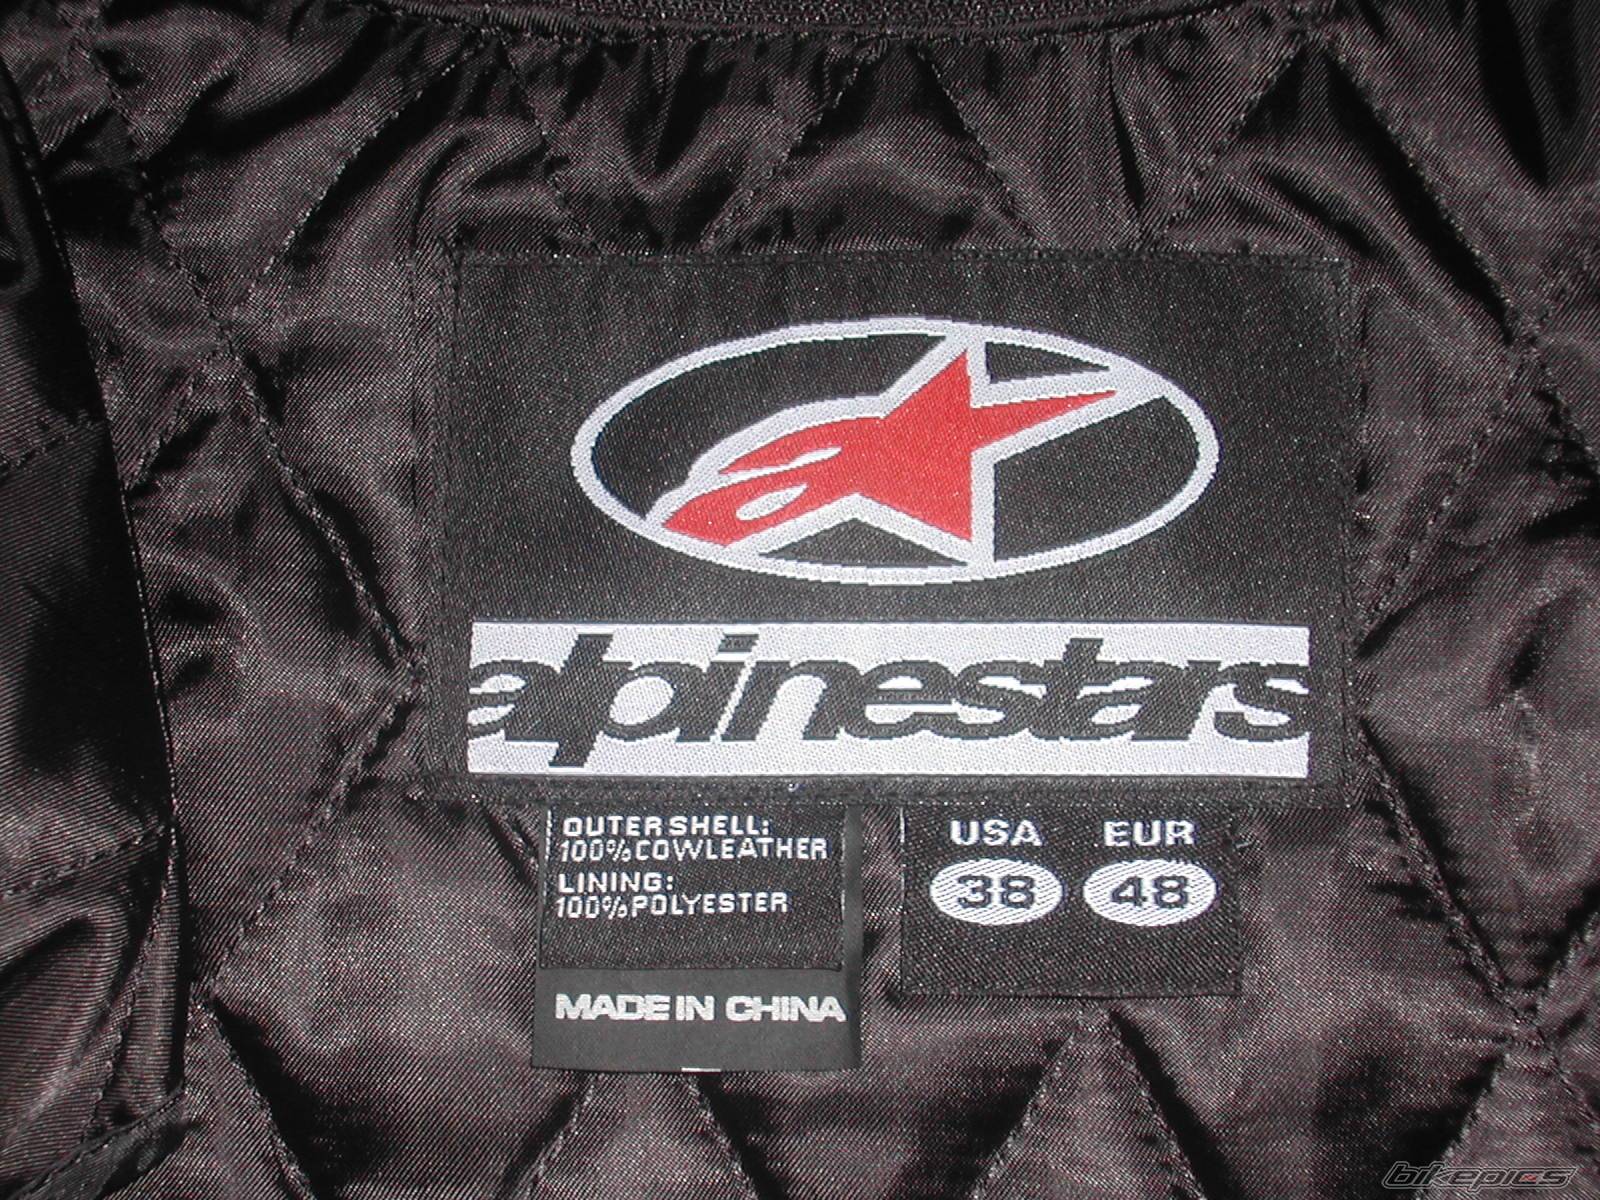 alpinestars
OUTER SHELL:
100% COWLEATHER
LINING:
100% POLYESTER
MADE IN CHINA
USA EUR
38 48
bikepics